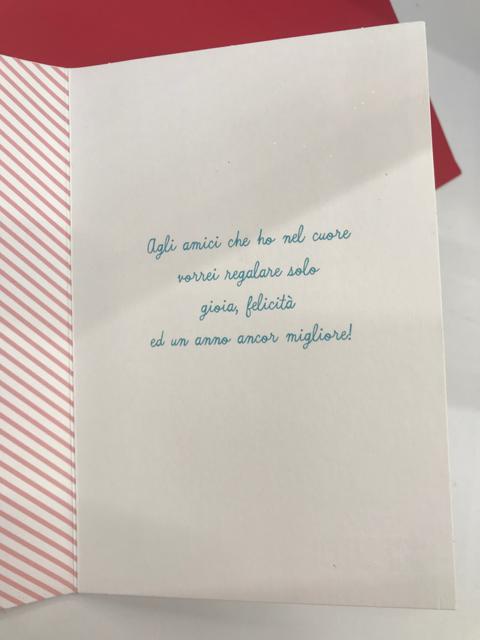 Agli amici che ho nel cuore
vorrei regalare solo
gioia, felicità
ed un anno ancor migliore!